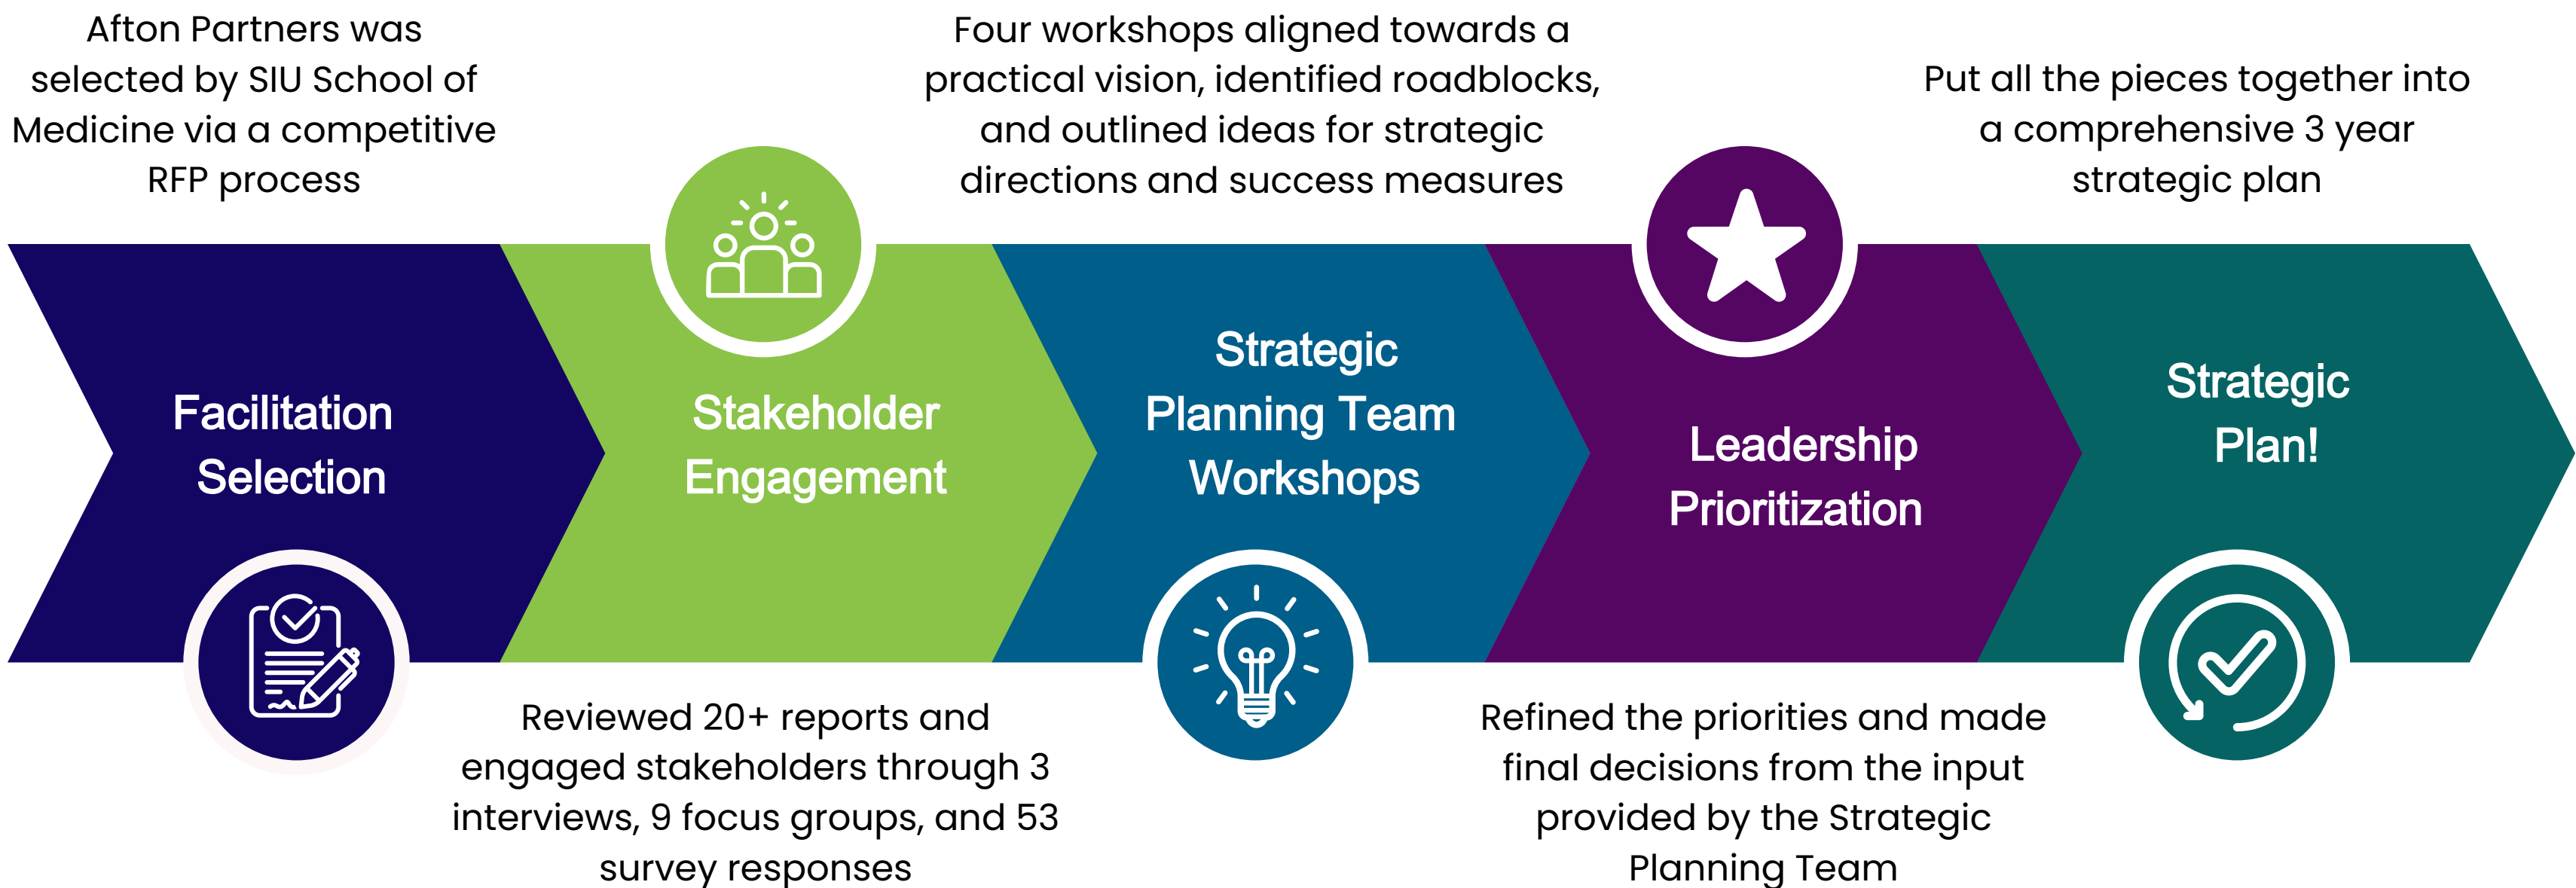 Afton Partners was
selected by SIU School of
Medicine via a competitive
RFP process
Four workshops aligned towards a
practical vision, identified roadblocks,
and outlined ideas for strategic
directions and success measures
Put all the pieces together into
a comprehensive 3 year
strategic plan
Facilitation
Selection
Stakeholder
Engagement
Strategic
Planning Team
Workshops
Leadership
Prioritization
Strategic
Plan!
Reviewed 20+ reports and
engaged stakeholders through 3
interviews, 9 focus groups, and 53
survey responses
Refined the priorities and made
final decisions from the input
provided by the Strategic
Planning Team